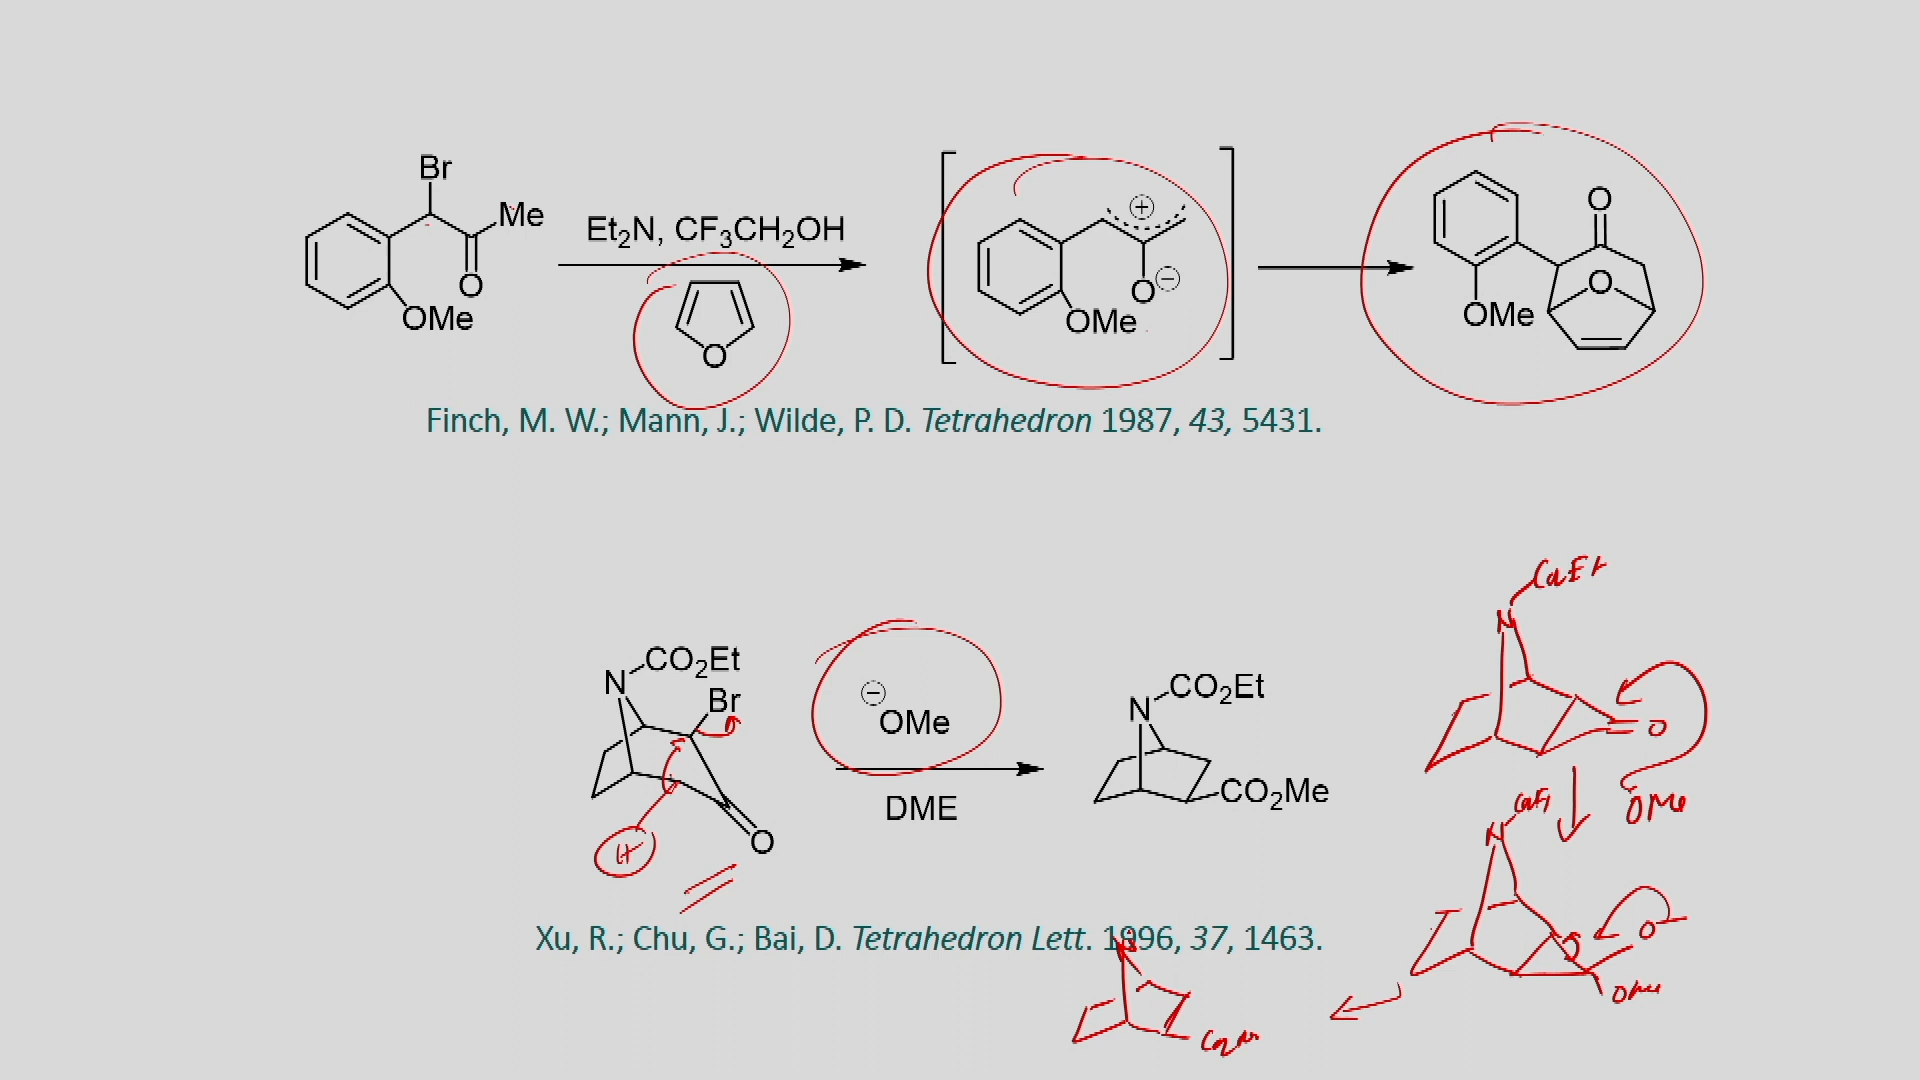 Br
Me
O
OMe
Et₂N, CF₃CH₂OH
O
+
O −
OMe
O
O
OMe
Finch, M. W.; Mann, J.; Wilde, P. D. Tetrahedron 1987, 43, 5431.
N CO₂Et
Br
O
H
− OMe
DME
N CO₂Et
CO₂Me
N
O
OMe
N
O −
OMe
Xu, R.; Chu, G.; Bai, D. Tetrahedron Lett. 1996, 37, 1463.
N